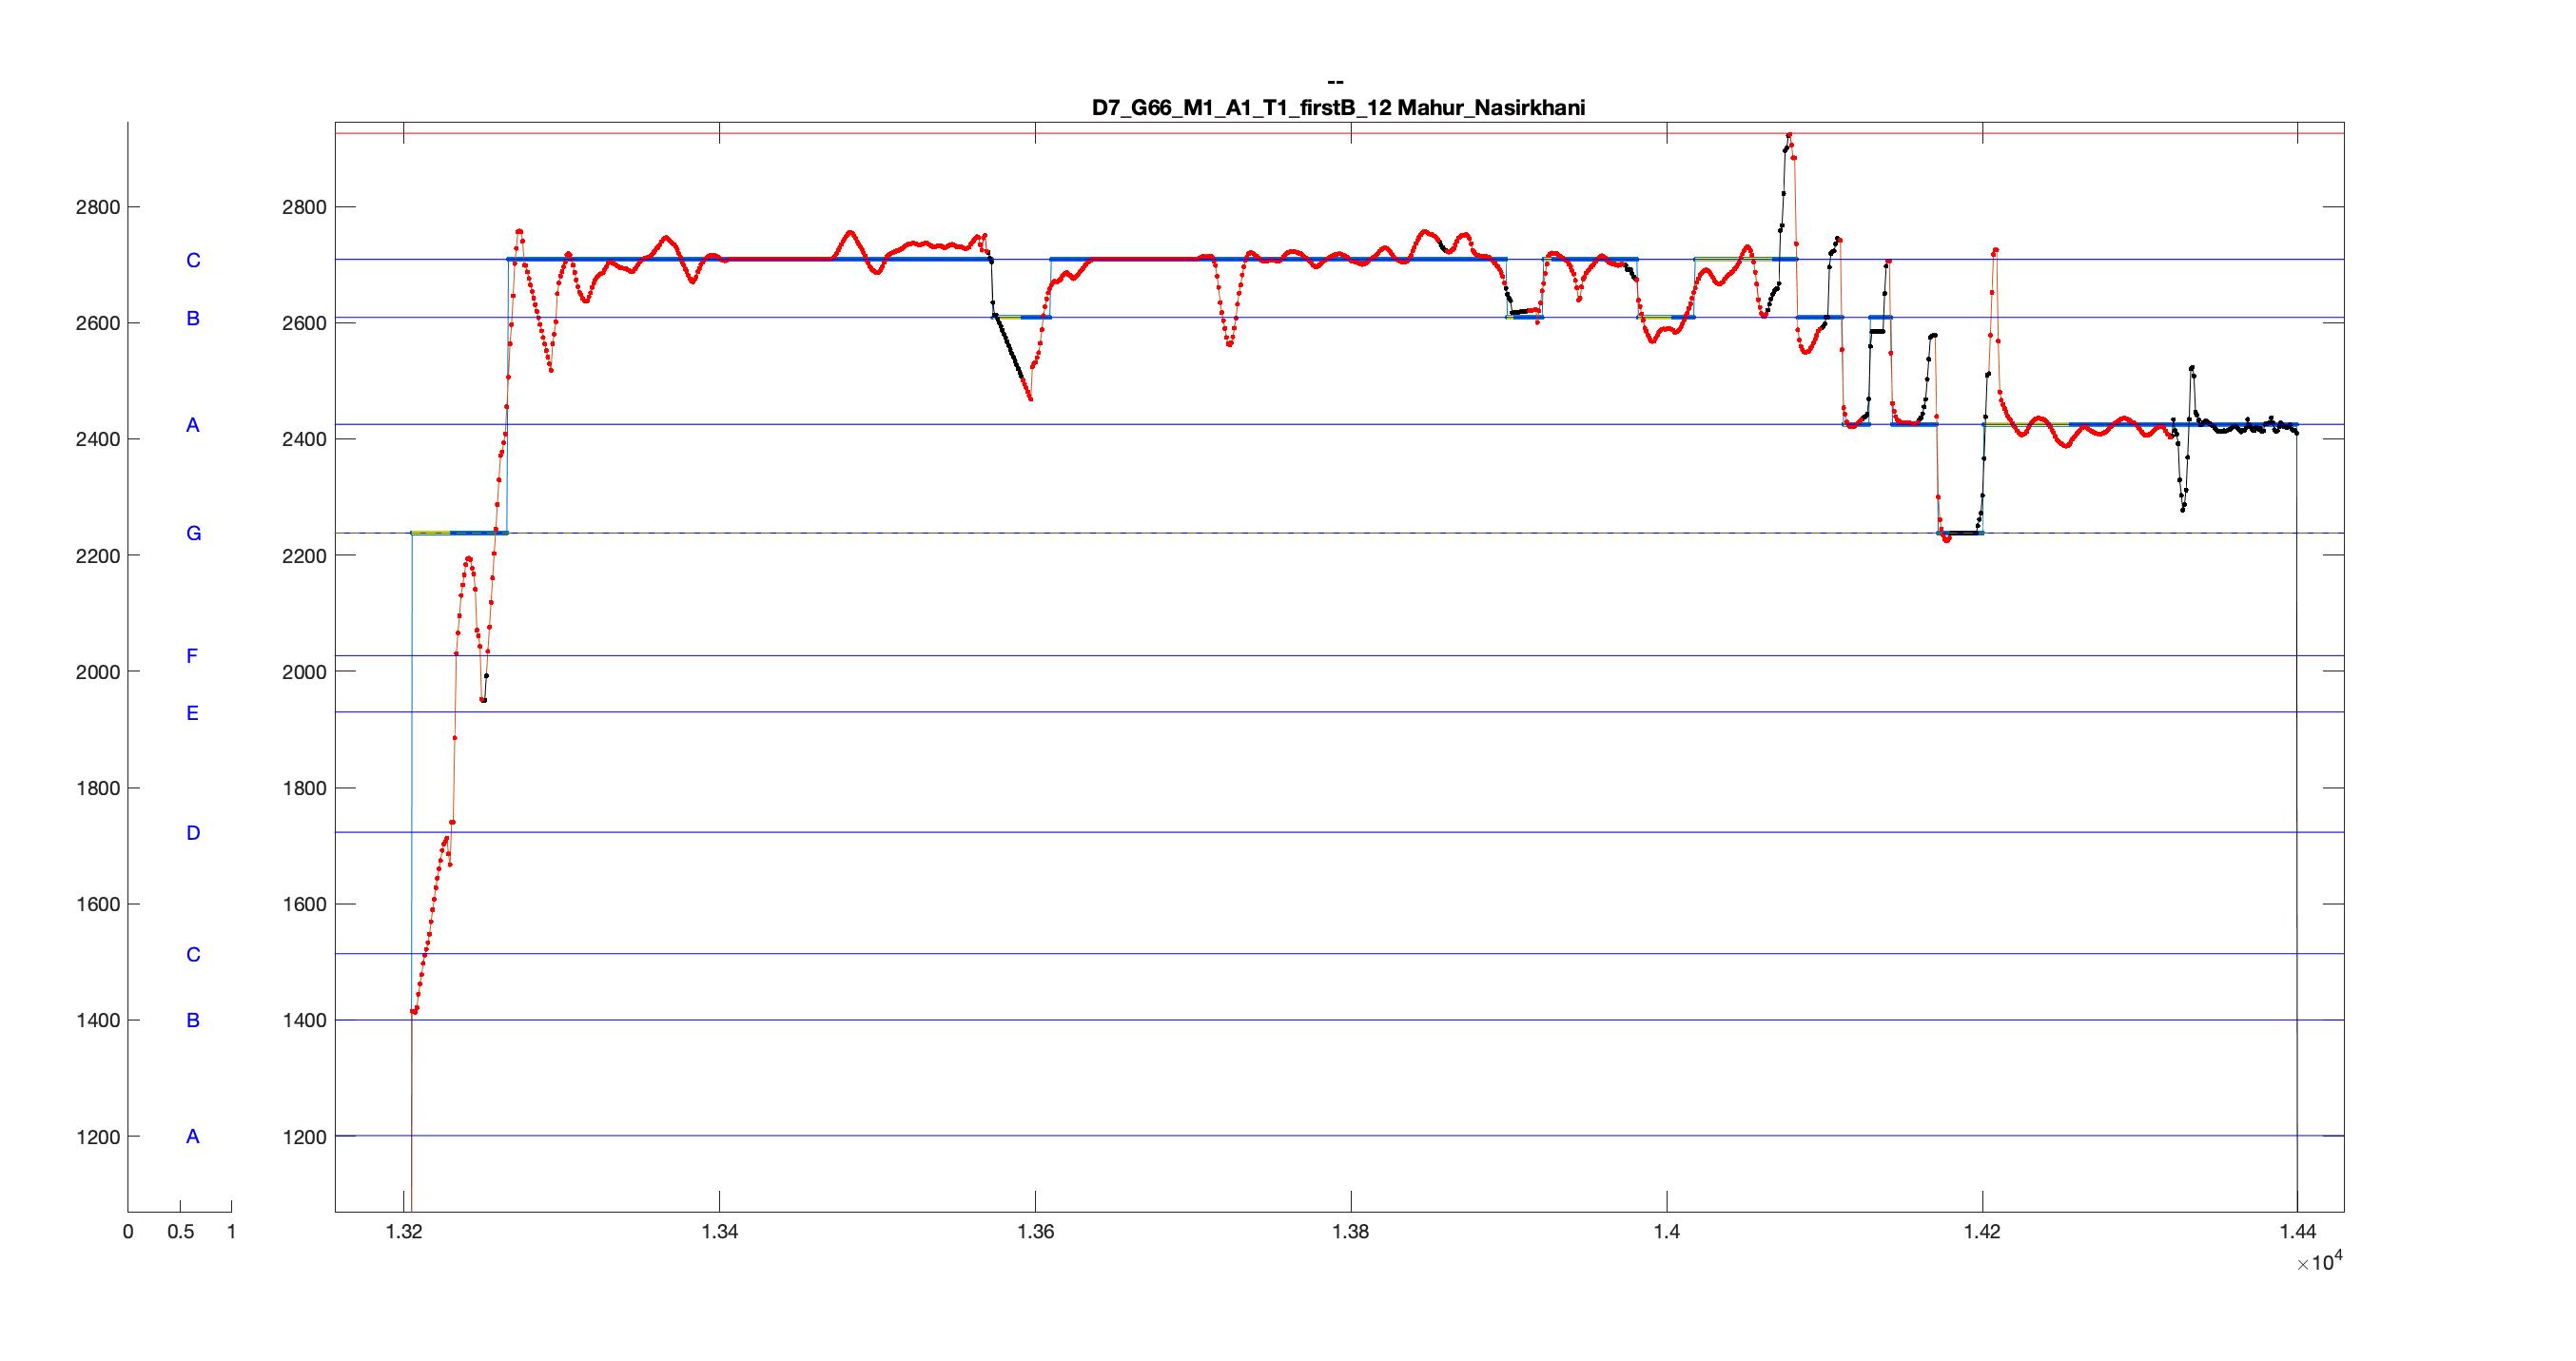 --
D7_G66_M1_A1_T1_firstB_12 Mahur_Nasirkhani
2800 C 2800
2600 B 2600
2400 A 2400
2200 G 2200
2000 F 2000
E
1800 D 1800
1600 1600
C
1400 B 1400
1200 A 1200
0 0.5 1 1.32 1.34 1.36 1.38 1.4 1.42 1.44
×10⁴